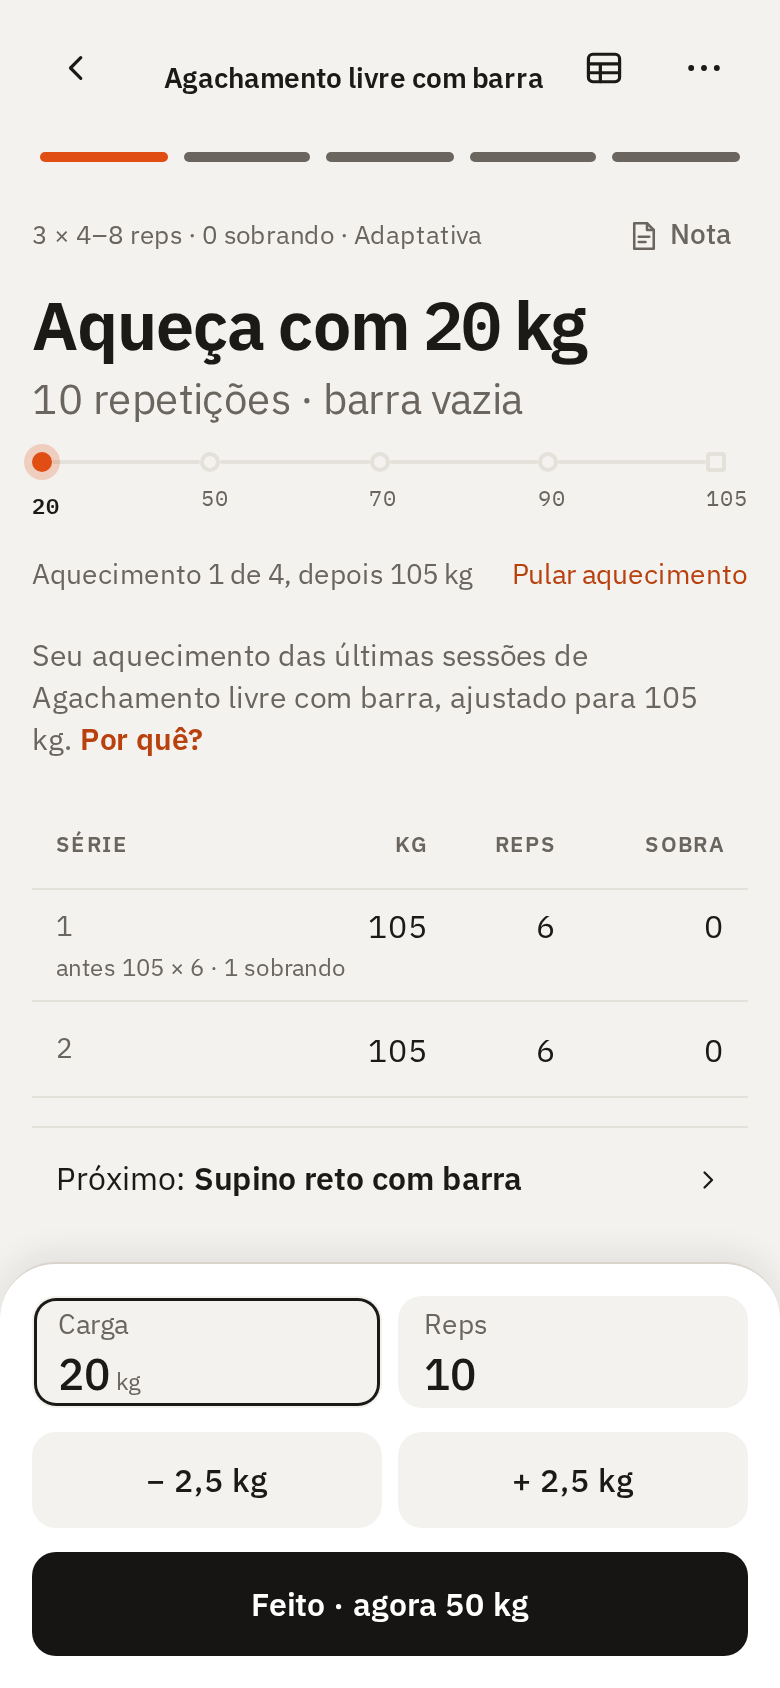 Agachamento livre com barra
3 × 4–8 reps · 0 sobrando · Adaptativa
Nota
Aqueça com 20 kg
10 repetições · barra vazia
20 50 70 90 105
Aquecimento 1 de 4, depois 105 kg
Pular aquecimento
Seu aquecimento das últimas sessões de
Agachamento livre com barra, ajustado para 105
kg. Por quê?
SÉRIE KG REPS SOBRA
1 105 6 0
antes 105 × 6 · 1 sobrando
2 105 6 0
Próximo: Supino reto com barra
Carga
20 kg
Reps
10
– 2,5 kg
+ 2,5 kg
Feito · agora 50 kg